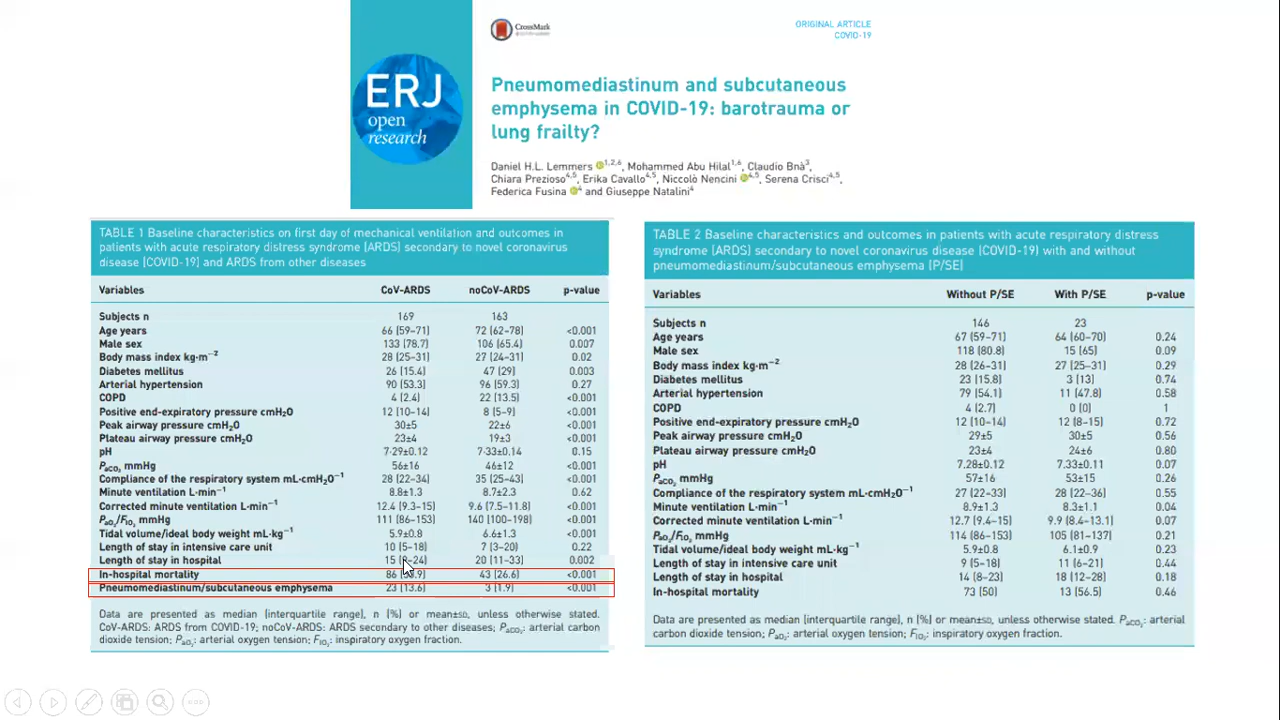 CrossMark
ORIGINAL ARTICLE
COVID-19
ERJ
open
research
Pneumomediastinum and subcutaneous
emphysema in COVID-19: barotrauma or
lung frailty?
Daniel H.L. Lemmers 1,2,6, Mohammed Abu Hilal1,6, Claudio Bnà3,
Chiara Prezioso4,5, Erika Cavallo4,5, Niccolò Nencini 4,5, Serena Crisci4,5,
Federica Fusina 4 and Giuseppe Natalini4
TABLE 1 Baseline characteristics on first day of mechanical ventilation and outcomes in
patients with acute respiratory distress syndrome (ARDS) secondary to novel coronavirus
disease (COVID-19) and ARDS from other diseases
Variables CoV-ARDS noCoV-ARDS p-value
Subjects n 169 163
Age years 66 (59–71) 72 (62–78) <0.001
Male sex 133 (78.7) 106 (65.4) 0.007
Body mass index kg·m−2 28 (25–31) 27 (24–31) 0.02
Diabetes mellitus 26 (15.4) 47 (29) 0.003
Arterial hypertension 90 (53.3) 96 (59.3) 0.27
COPD 4 (2.4) 22 (13.5) <0.001
Positive end-expiratory pressure cmH2O 12 (10–14) 8 (5–9) <0.001
Peak airway pressure cmH2O 30±5 22±6 <0.001
Plateau airway pressure cmH2O 23±4 19±3 <0.001
pH 7·29±0.12 7·33±0.14 0.15
PaCO2 mmHg 56±16 46±12 <0.001
Compliance of the respiratory system mL·cmH2O−1 28 (22–34) 35 (25–43) <0.001
Minute ventilation L·min−1 8.8±1.3 8.7±2.3 0.62
Corrected minute ventilation L·min−1 12.4 (9.3–15) 9.6 (7.5–11.8) <0.001
PaO2/FIO2 mmHg 111 (86–153) 140 (100–198) <0.001
Tidal volume/ideal body weight mL·kg−1 5.9±0.8 6.6±1.3 <0.001
Length of stay in intensive care unit 10 (5–18) 7 (3–20) 0.22
Length of stay in hospital 15 ( –24) 20 (11–33) 0.002
In-hospital mortality 86 ( .9) 43 (26.6) <0.001
Pneumomediastinum/subcutaneous emphysema 23 (13.6) 3 (1.9) <0.001
Data are presented as median (interquartile range), n (%) or mean±SD, unless otherwise stated.
CoV-ARDS: ARDS from COVID-19; noCoV-ARDS: ARDS secondary to other diseases; PaCO2: arterial carbon
dioxide tension; PaO2: arterial oxygen tension; FIO2: inspiratory oxygen fraction.
TABLE 2 Baseline characteristics and outcomes in patients with acute respiratory distress
syndrome (ARDS) secondary to novel coronavirus disease (COVID-19) with and without
pneumomediastinum/subcutaneous emphysema (P/SE)
Variables Without P/SE With P/SE p-value
Subjects n 146 23
Age years 67 (59–71) 64 (60–70) 0.24
Male sex 118 (80.8) 15 (65) 0.09
Body mass index kg·m−2 28 (26–31) 27 (25–31) 0.29
Diabetes mellitus 23 (15.8) 3 (13) 0.74
Arterial hypertension 79 (54.1) 11 (47.8) 0.58
COPD 4 (2.7) 0 (0) 1
Positive end-expiratory pressure cmH2O 12 (10–14) 12 (8–15) 0.72
Peak airway pressure cmH2O 29±5 30±5 0.56
Plateau airway pressure cmH2O 23±4 24±6 0.80
pH 7.28±0.12 7.33±0.11 0.07
PaCO2 mmHg 57±16 53±15 0.26
Compliance of the respiratory system mL·cmH2O−1 27 (22–33) 28 (22–36) 0.55
Minute ventilation L·min−1 8.9±1.3 8.3±1.1 0.04
Corrected minute ventilation L·min−1 12.7 (9.4–15) 9.9 (8.4–13.1) 0.07
PaO2/FIO2 mmHg 114 (86–153) 105 (81–137) 0.21
Tidal volume/ideal body weight mL·kg−1 5.9±0.8 6.1±0.9 0.23
Length of stay in intensive care unit 9 (5–18) 11 (6–21) 0.44
Length of stay in hospital 14 (8–23) 18 (12–28) 0.18
In-hospital mortality 73 (50) 13 (56.5) 0.46
Data are presented as median (interquartile range), n (%) or mean±SD, unless otherwise stated. PaCO2: arterial
carbon dioxide tension; PaO2: arterial oxygen tension; FIO2: inspiratory oxygen fraction.